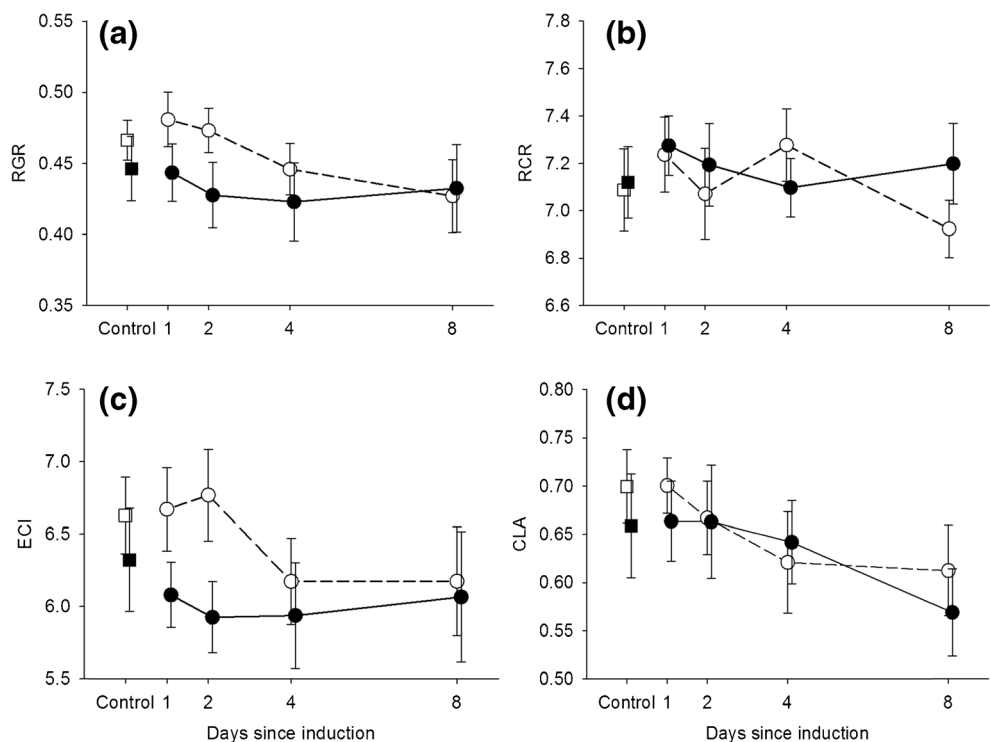 (a)
RGR
0.55
0.50
0.45
0.40
0.35
Control 1 2 4 8
(b)
RCR
7.8
7.6
7.4
7.2
7.0
6.8
6.6
Control 1 2 4 8
(c)
ECI
7.5
7.0
6.5
6.0
5.5
Control 1 2 4 8
Days since induction
(d)
CLA
0.80
0.75
0.70
0.65
0.60
0.55
0.50
Control 1 2 4 8
Days since induction